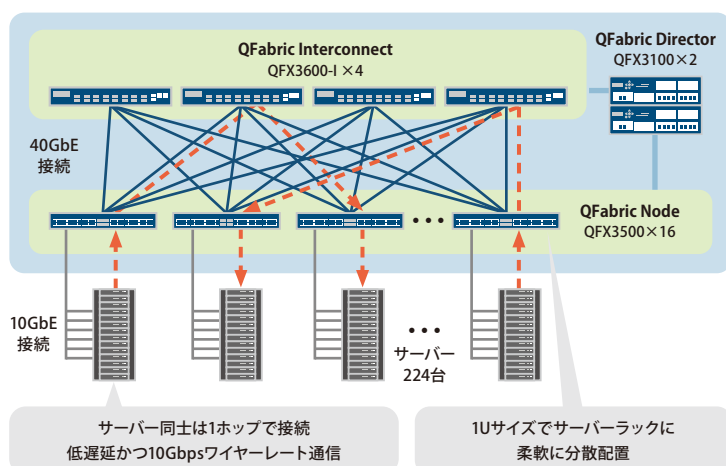 QFabric Interconnect
QFX3600-I ×4
QFabric Director
QFX3100×2
40GbE
接続
QFabric Node
QFX3500×16
10GbE
接続
サーバー
224台
サーバー同士は1ホップで接続
低遅延かつ10Gbpsワイヤーレート通信
1Uサイズでサーバーラックに
柔軟に分散配置